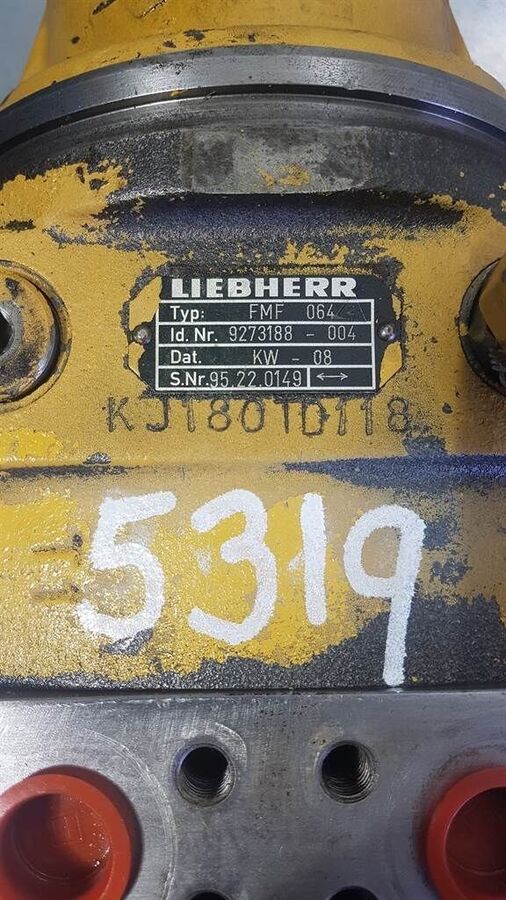 LIEBHERR
Typ: FMF 064
Id. Nr. 9273188 - 004
Dat. KW - 08
S.Nr. 95.22.0149 ↔
KJ1801D118
5319